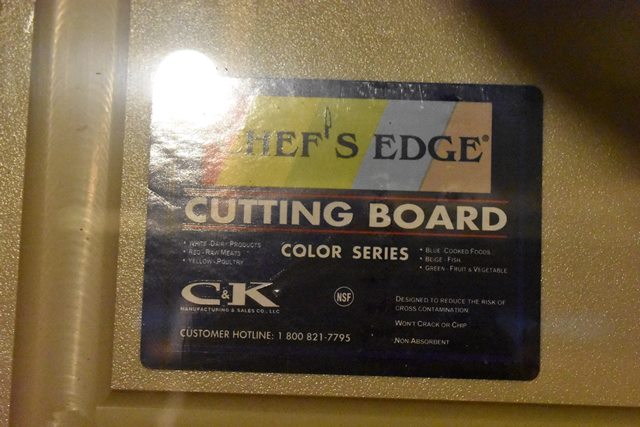 HEF'S EDGE®
CUTTING BOARD
COLOR SERIES
• WHITE-DAIRY PRODUCTS
• RED-RAW MEATS
• YELLOW-POULTRY
• BLUE-COOKED FOODS
• BEIGE-FISH
• GREEN-FRUIT & VEGETABLE
C&K
MANUFACTURING & SALES CO., LLC
NSF
CUSTOMER HOTLINE: 1 800 821-7795
DESIGNED TO REDUCE THE RISK OF
CROSS CONTAMINATION
WON'T CRACK OR CHIP
NON ABSORBENT